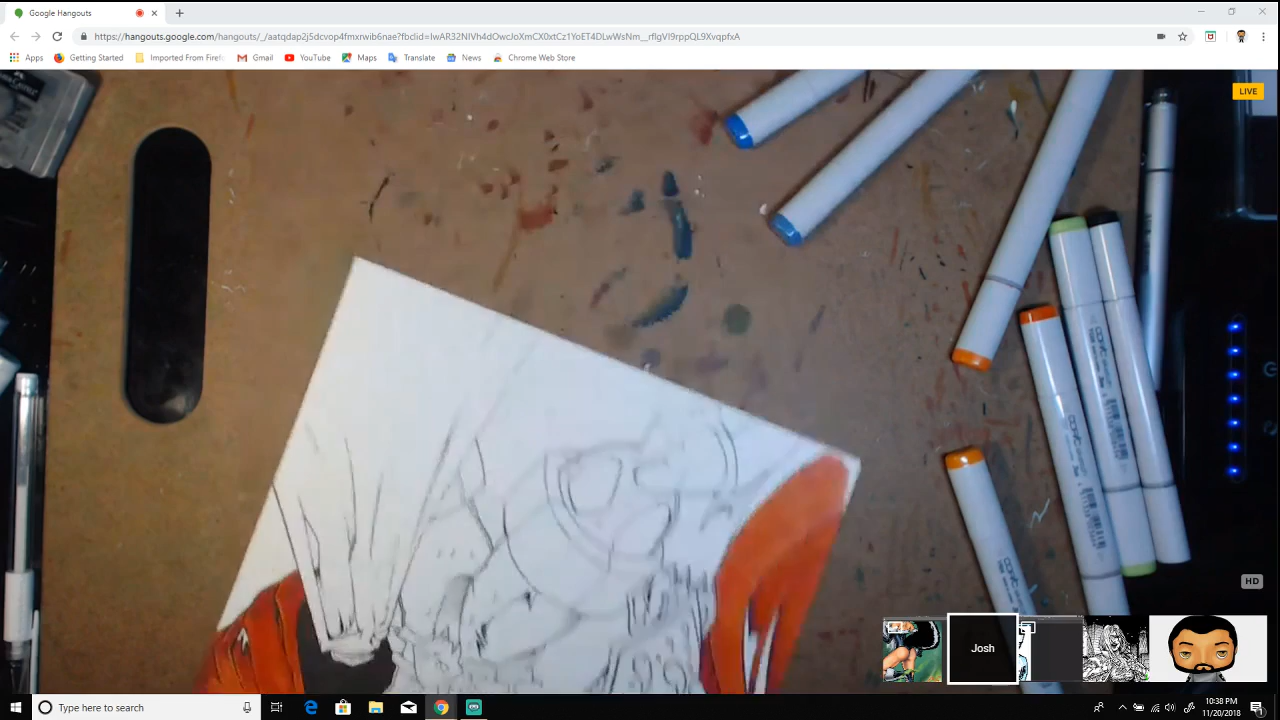 Google Hangouts
https://hangouts.google.com/hangouts/_/aatqdap2j5dcvop4fmxrwib6nae?fbclid=IwAR32NIVh4dOwcJoXmCX0xtCz1YoET4DLwWsNm__rflgVI9rppQL9XvqpfxA
Apps Getting Started Imported From Firef Gmail YouTube Maps Translate News Chrome Web Store
LIVE
HD
Josh
Type here to search
10:38 PM
11/20/2018